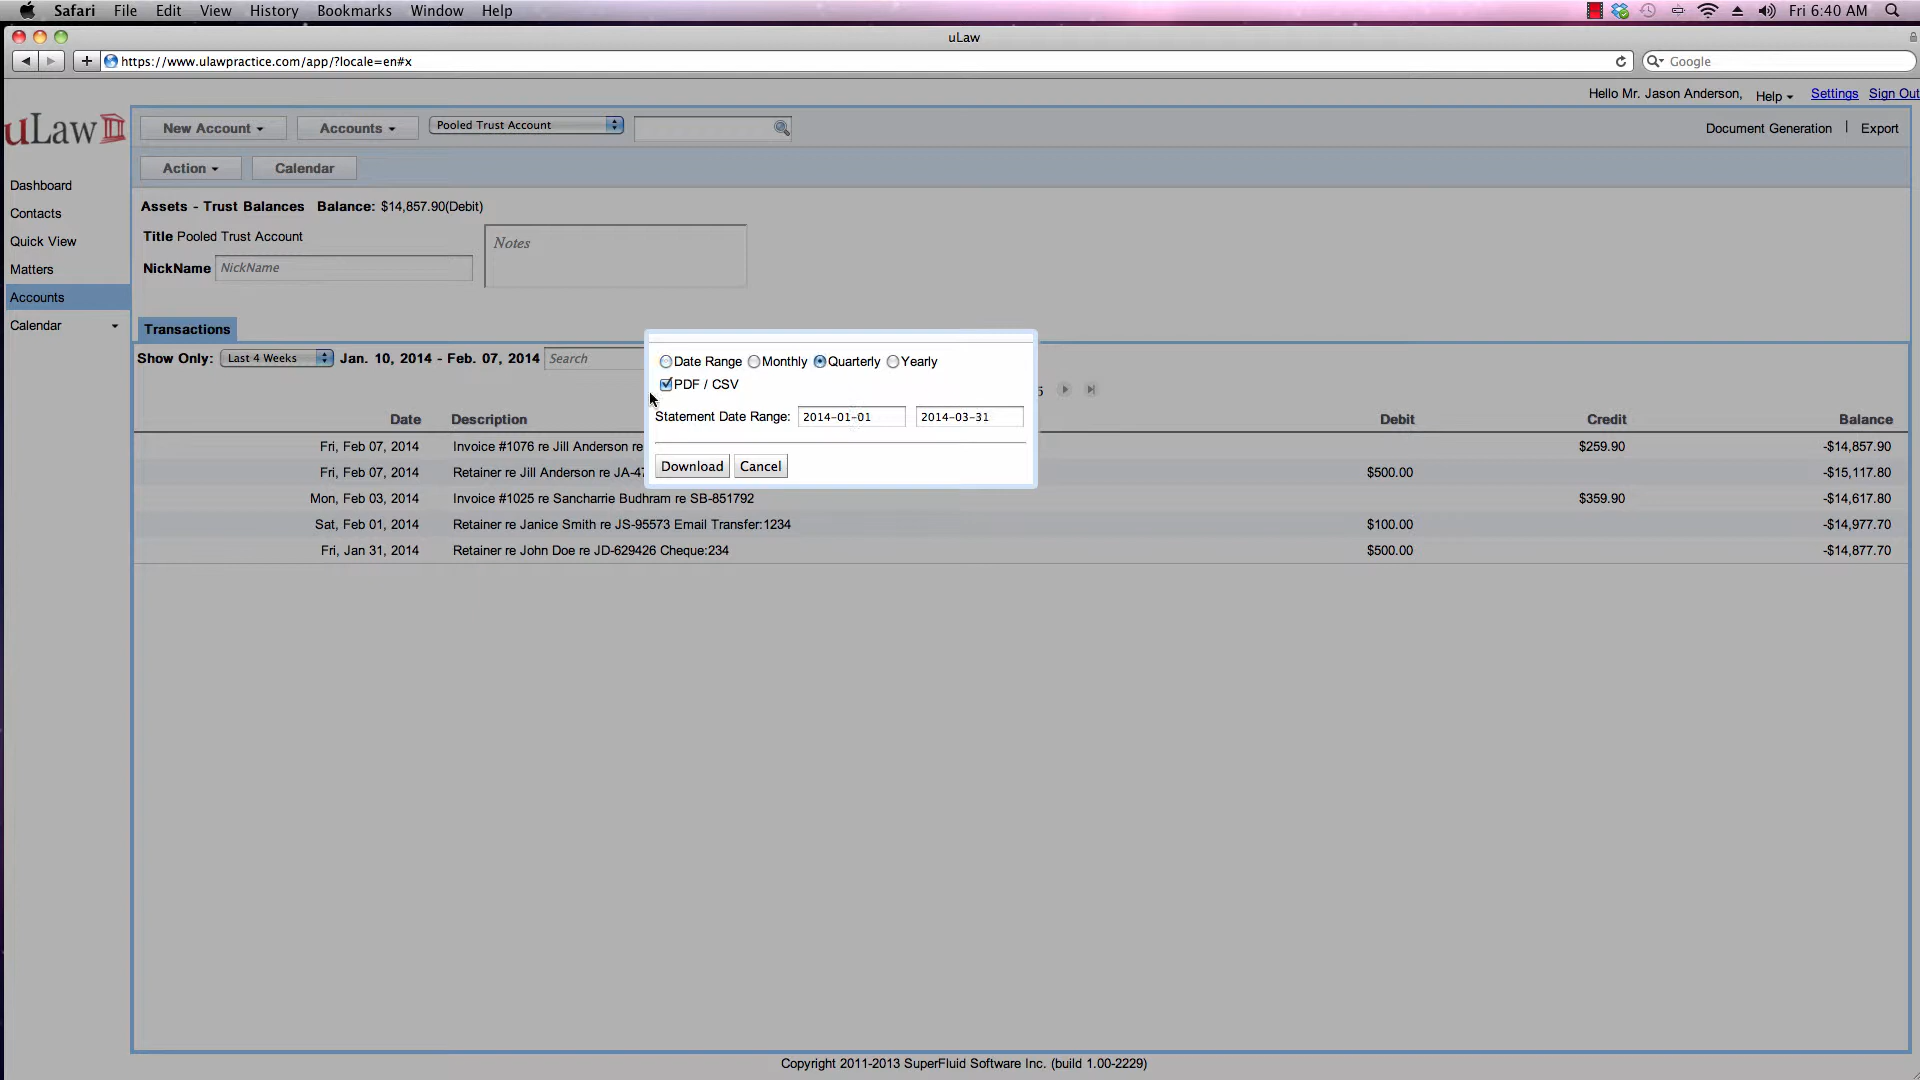 Safari File Edit View History Bookmarks Window Help Fri 6:40 AM
uLaw
https://www.ulawpractice.com/app/?locale=en#x Google
Hello Mr. Jason Anderson, Help Settings Sign Out
uLaw
New Account Accounts Pooled Trust Account Document Generation | Export
Action Calendar
Dashboard
Contacts
Quick View
Matters
Accounts
Calendar
Assets - Trust Balances Balance: $14,857.90(Debit)
Title Pooled Trust Account
Notes
NickName NickName
Transactions
Show Only: Last 4 Weeks Jan. 10, 2014 - Feb. 07, 2014 Search
Date Range Monthly Quarterly Yearly
PDF / CSV
Statement Date Range: 2014-01-01 2014-03-31
Download Cancel
Date Description Debit Credit Balance
Fri, Feb 07, 2014 Invoice #1076 re Jill Anderson re $259.90 -$14,857.90
Fri, Feb 07, 2014 Retainer re Jill Anderson re JA-47 $500.00 -$15,117.80
Mon, Feb 03, 2014 Invoice #1025 re Sancharrie Budhram re SB-851792 $359.90 -$14,617.80
Sat, Feb 01, 2014 Retainer re Janice Smith re JS-95573 Email Transfer:1234 $100.00 -$14,977.70
Fri, Jan 31, 2014 Retainer re John Doe re JD-629426 Cheque:234 $500.00 -$14,877.70
Copyright 2011-2013 SuperFluid Software Inc. (build 1.00-2229)